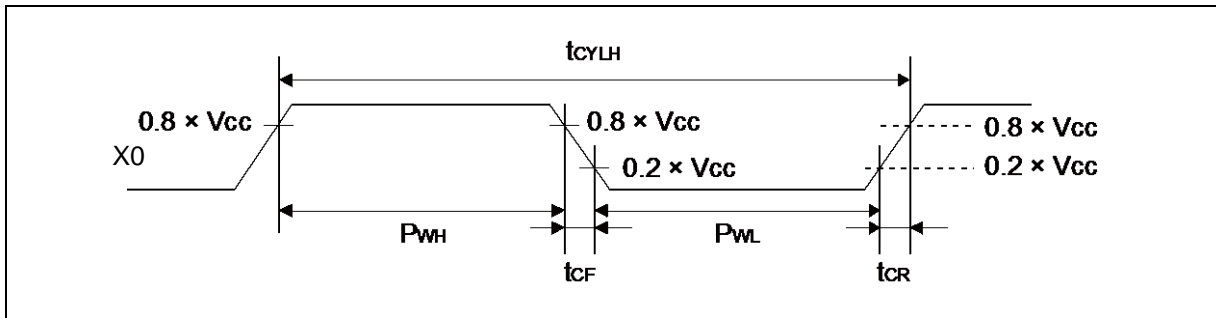 tCYLH
0.8 × VCC
0.8 × VCC
0.8 × VCC
X0
0.2 × VCC
0.2 × VCC
PWH
PWL
tCF
tCR